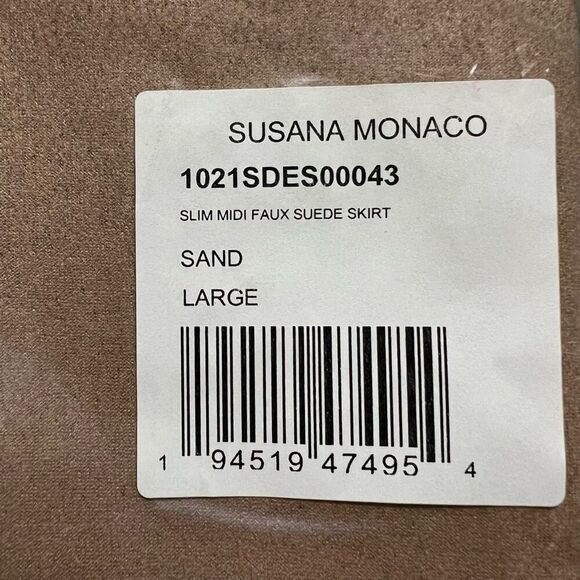 SUSANA MONACO
1021SDES00043
SLIM MIDI FAUX SUEDE SKIRT
SAND
LARGE
1 94519 47495 4